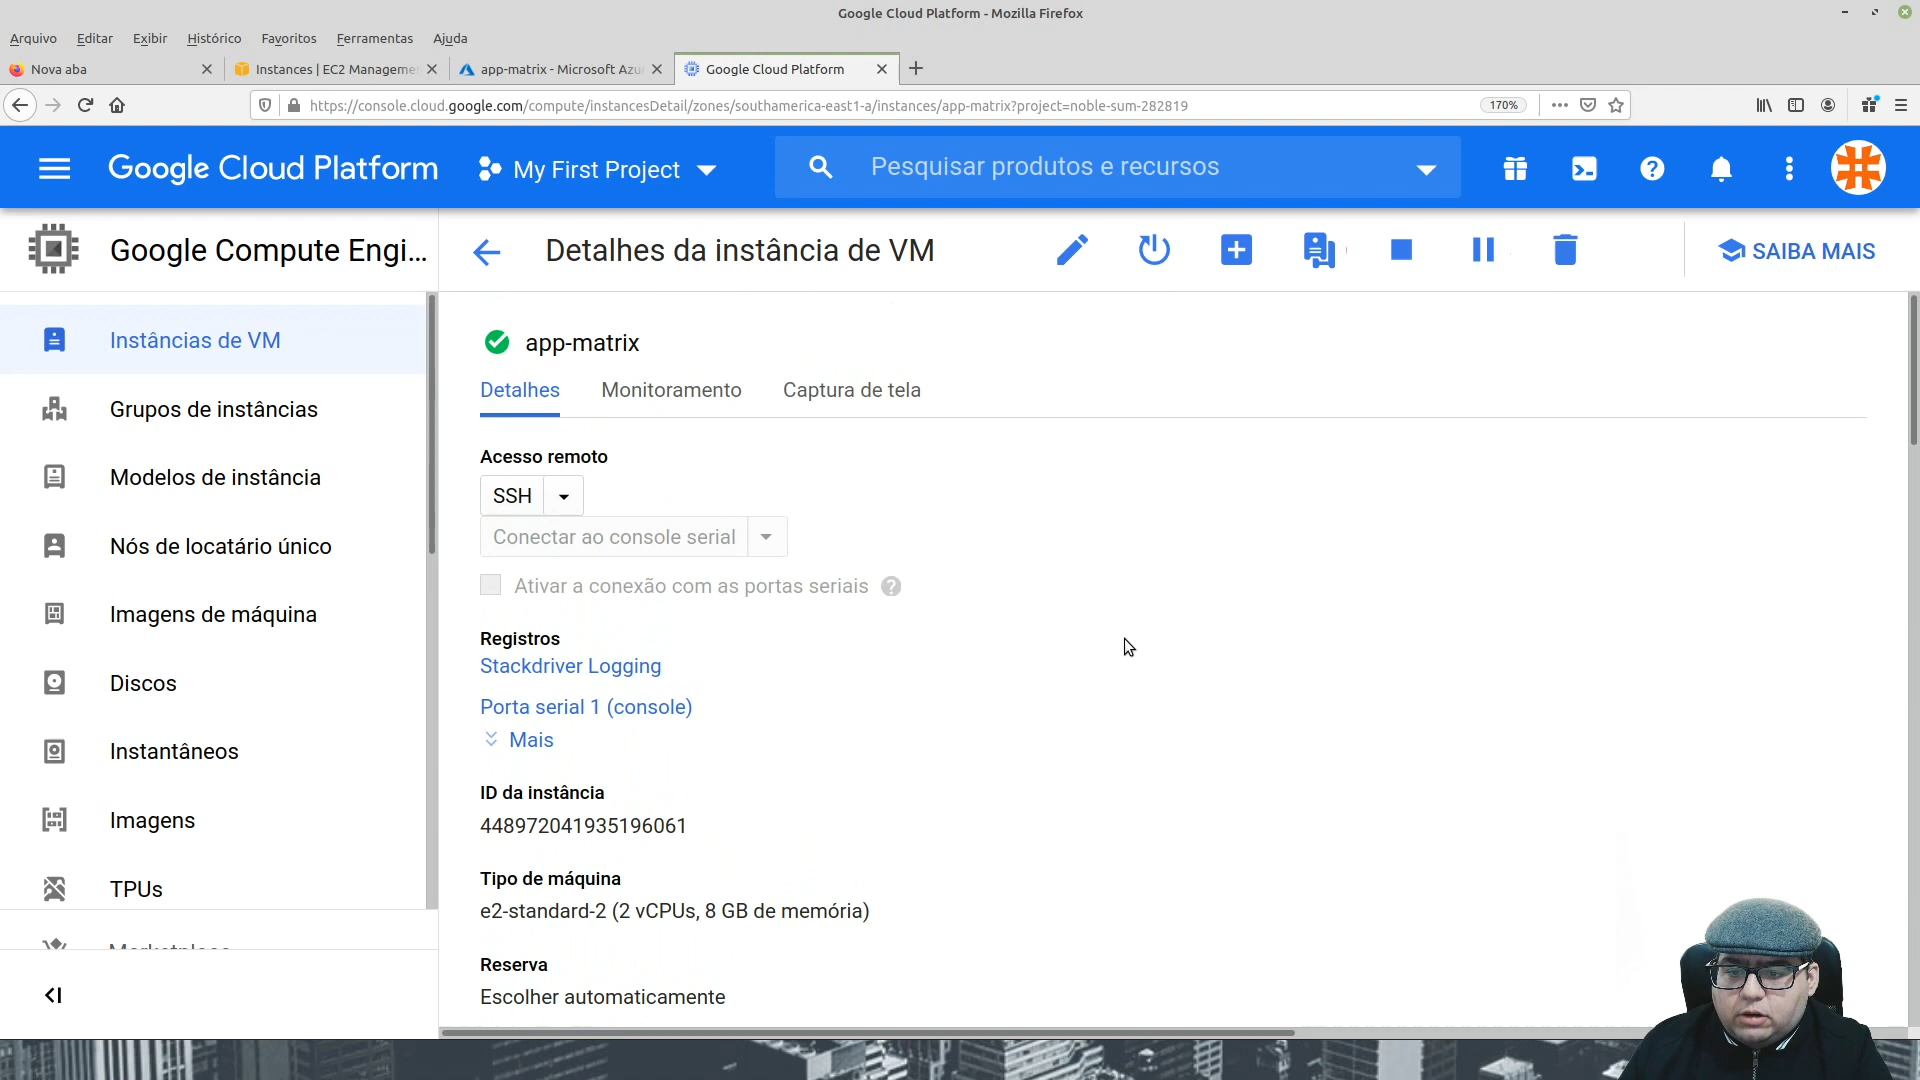 Google Cloud Platform - Mozilla Firefox
Arquivo Editar Exibir Histórico Favoritos Ferramentas Ajuda
Nova aba
Instances | EC2 Manageme
app-matrix - Microsoft Azu
Google Cloud Platform
https://console.cloud.google.com/compute/instancesDetail/zones/southamerica-east1-a/instances/app-matrix?project=noble-sum-282819
170%
Google Cloud Platform
My First Project
Pesquisar produtos e recursos
Google Compute Engi...
Detalhes da instância de VM
SAIBA MAIS
Instâncias de VM
Grupos de instâncias
Modelos de instância
Nós de locatário único
Imagens de máquina
Discos
Instantâneos
Imagens
TPUs
Marketplace
app-matrix
Detalhes Monitoramento Captura de tela
Acesso remoto
SSH
Conectar ao console serial
Ativar a conexão com as portas seriais
Registros
Stackdriver Logging
Porta serial 1 (console)
Mais
ID da instância
448972041935196061
Tipo de máquina
e2-standard-2 (2 vCPUs, 8 GB de memória)
Reserva
Escolher automaticamente